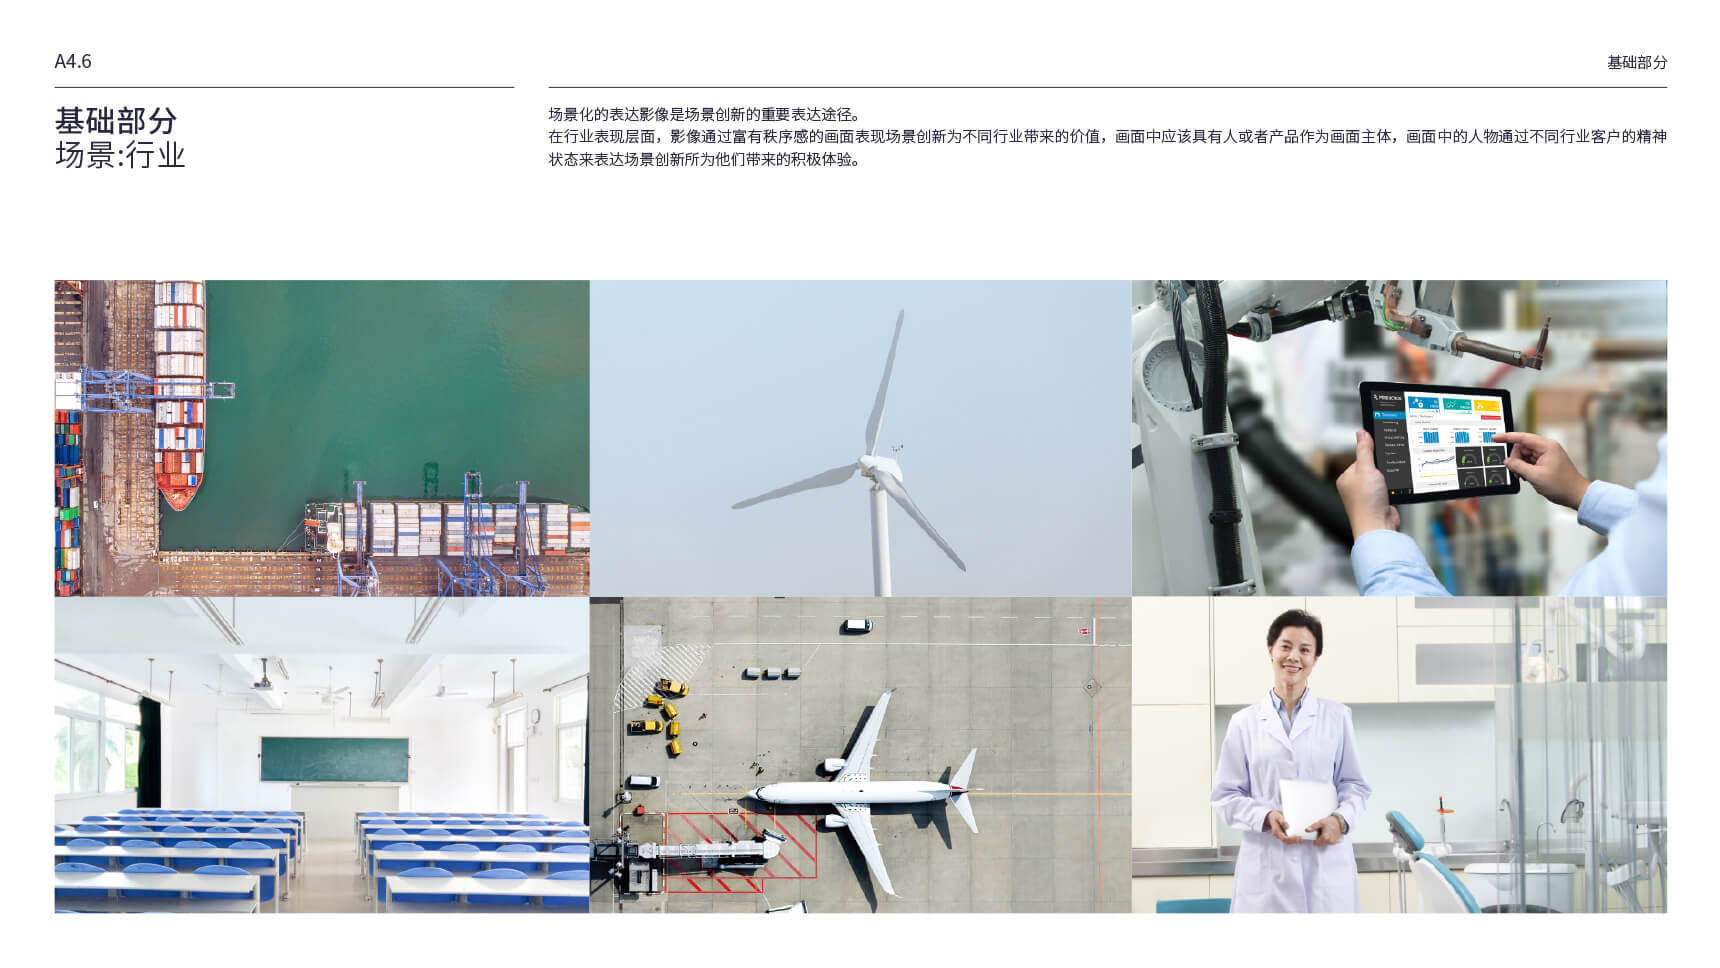 A4.6
基础部分
基础部分
场景:行业
场景化的表达影像是场景创新的重要表达途径。
在行业表现层面，影像通过富有秩序感的画面表现场景创新为不同行业带来的价值，画面中应该具有人或者产品作为画面主体，画面中的人物通过不同行业客户的精神
状态来表达场景创新所为他们带来的积极体验。
PRODUCTION